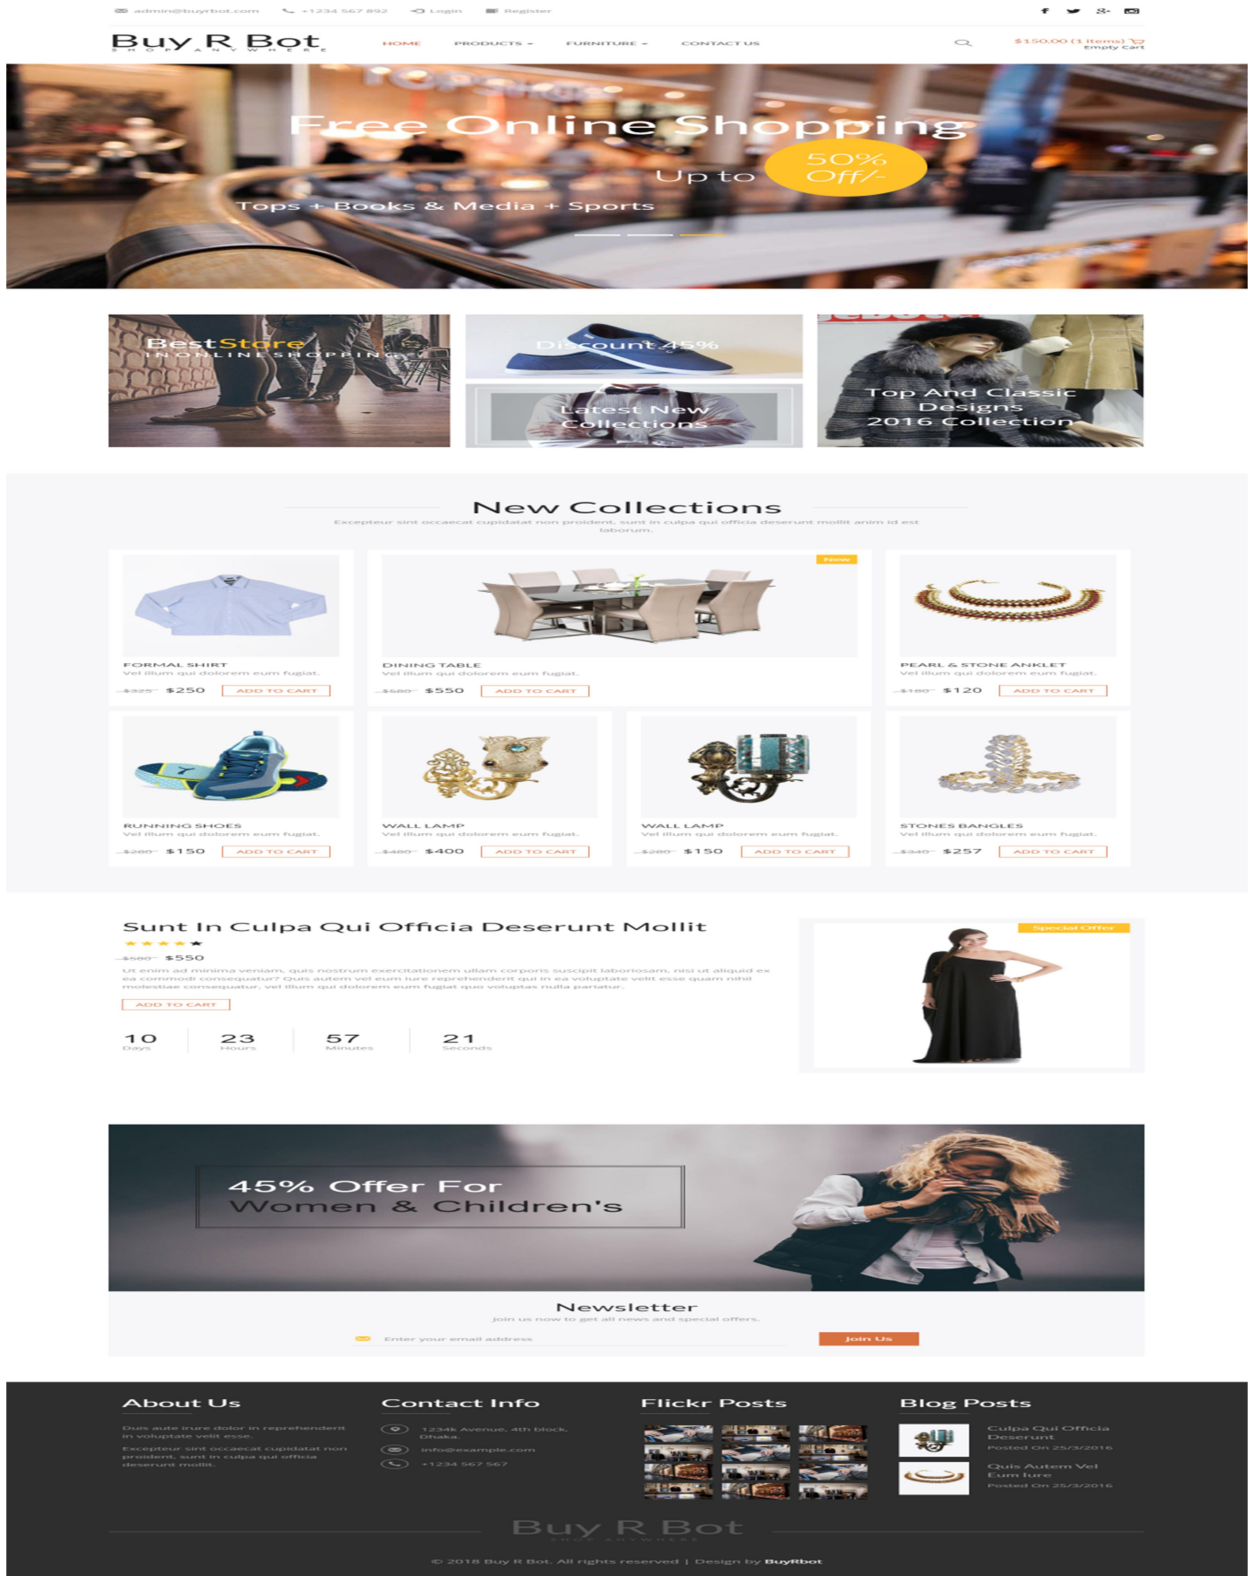 admin@buyrbot.com +1234 567 892 Login Register
Buy R Bot
SHOP ANYWHERE
HOME PRODUCTS FURNITURE CONTACT US
$150.00 (1 items)
Empty Cart
Free Online Shopping
Up to 50% Off/-
Tops + Books & Media + Sports
BestStore
IN ONLINE SHOPPING
Discount 45%
Latest New
Collections
Top And Classic
Designs
2016 Collection
New Collections
Excepteur sint occaecat cupidatat non proident, sunt in culpa qui officia deserunt mollit anim id est
laborum.
New
FORMAL SHIRT
Vel illum qui dolorem eum fugiat.
$325 $250 ADD TO CART
DINING TABLE
Vel illum qui dolorem eum fugiat.
$680 $550 ADD TO CART
PEARL & STONE ANKLET
Vel illum qui dolorem eum fugiat.
$180 $120 ADD TO CART
RUNNING SHOES
Vel illum qui dolorem eum fugiat.
$280 $150 ADD TO CART
WALL LAMP
Vel illum qui dolorem eum fugiat.
$480 $400 ADD TO CART
WALL LAMP
Vel illum qui dolorem eum fugiat.
$280 $150 ADD TO CART
STONES BANGLES
Vel illum qui dolorem eum fugiat.
$340 $257 ADD TO CART
Sunt In Culpa Qui Officia Deserunt Mollit
$580 $550
Ut enim ad minima veniam, quis nostrum exercitationem ullam corporis suscipit laboriosam, nisi ut aliquid ex
ea commodi consequatur? Quis autem vel eum iure reprehenderit qui in ea voluptate velit esse quam nihil
molestiae consequatur, vel illum qui dolorem eum fugiat quo voluptas nulla pariatur.
ADD TO CART
10 23 57 21
Days Hours Minutes Seconds
Special Offer
45% Offer For
Women & Children's
Newsletter
Join us now to get all news and special offers.
Enter your email address
Join Us
About Us
Duis aute irure dolor in reprehenderit
in voluptate velit esse.
Excepteur sint occaecat cupidatat non
proident, sunt in culpa qui officia
deserunt mollit.
Contact Info
1234k Avenue, 4th block,
Dhaka.
info@example.com
+1234 567 567
Flickr Posts
Blog Posts
Culpa Qui Officia
Deserunt
Posted On 25/3/2016
Quis Autem Vel
Eum Iure
Posted On 25/3/2016
Buy R Bot
SHOP ANYWHERE
© 2018 Buy R Bot. All rights reserved | Design by BuyRbot